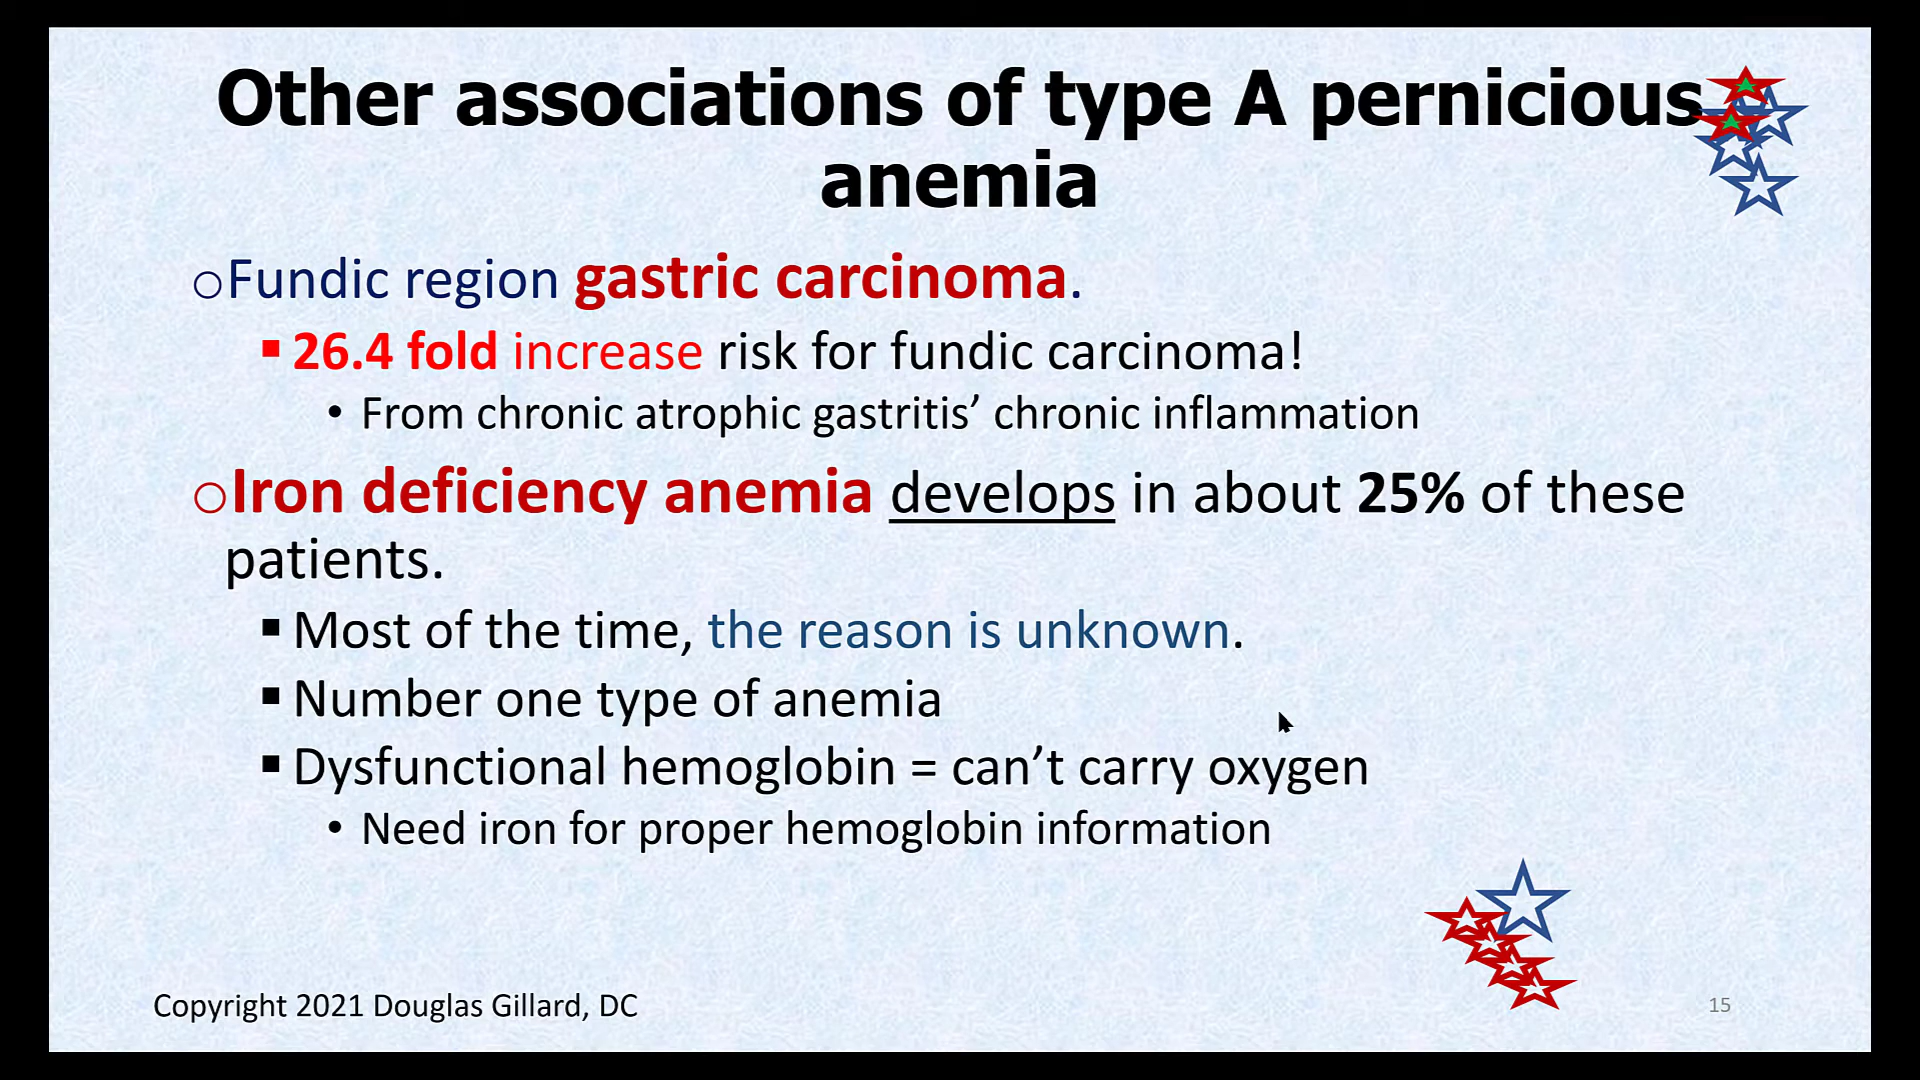 Other associations of type A pernicious
anemia
oFundic region gastric carcinoma.
▪ 26.4 fold increase risk for fundic carcinoma!
• From chronic atrophic gastritis’ chronic inflammation
oIron deficiency anemia develops in about 25% of these
patients.
▪ Most of the time, the reason is unknown.
▪ Number one type of anemia
▪ Dysfunctional hemoglobin = can’t carry oxygen
• Need iron for proper hemoglobin information
Copyright 2021 Douglas Gillard, DC
15